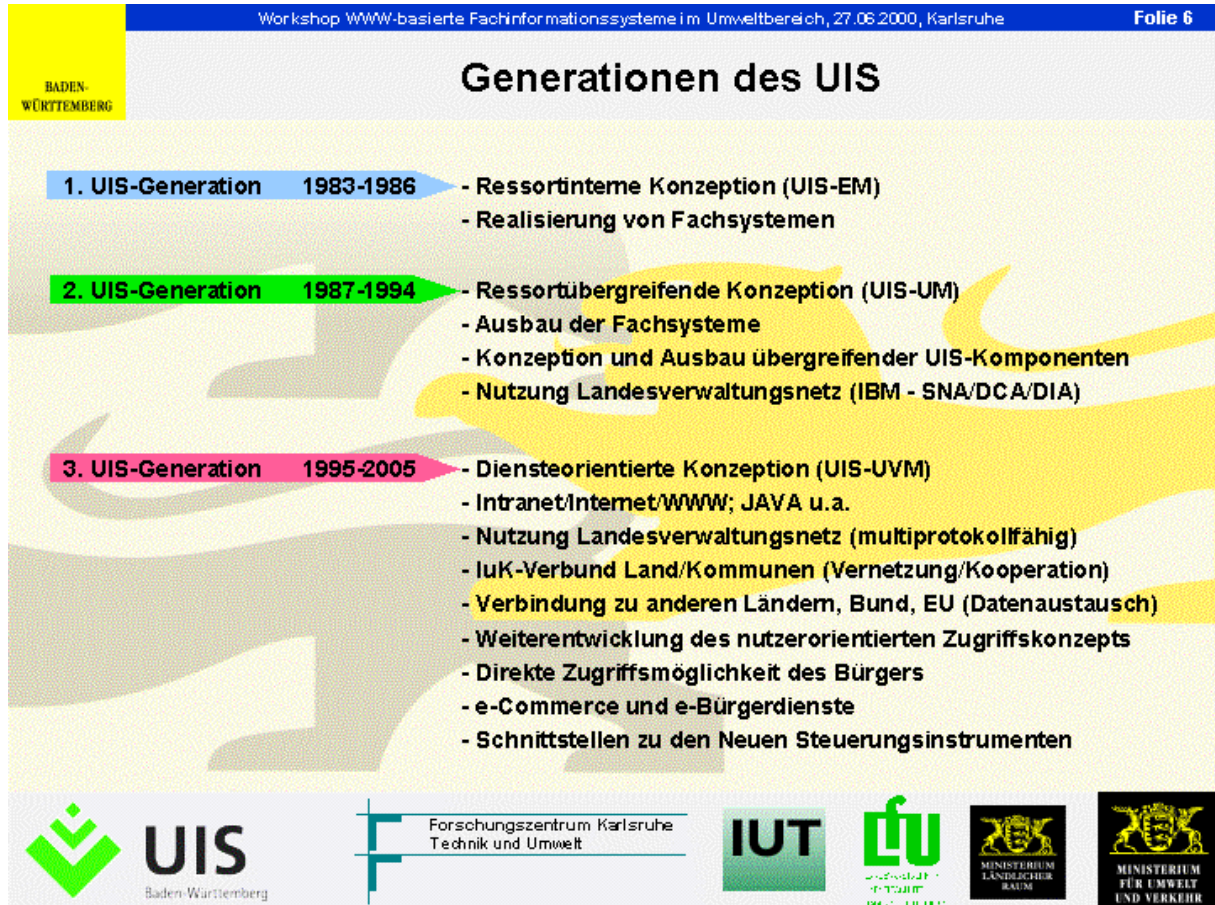 Workshop WWW-basierte Fachinformationssysteme im Umweltbereich, 27.06.2000, Karlsruhe Folie 6
BADEN-
WÜRTTEMBERG
Generationen des UIS
1. UIS-Generation 1983-1986 - Ressortinterne Konzeption (UIS-EM)
- Realisierung von Fachsystemen
2. UIS-Generation 1987-1994 - Ressortübergreifende Konzeption (UIS-UM)
- Ausbau der Fachsysteme
- Konzeption und Ausbau übergreifender UIS-Komponenten
- Nutzung Landesverwaltungsnetz (IBM - SNA/DCA/DIA)
3. UIS-Generation 1995-2005 - Diensteorientierte Konzeption (UIS-UVM)
- Intranet/Internet/WWW; JAVA u.a.
- Nutzung Landesverwaltungsnetz (multiprotokollfähig)
- IuK-Verbund Land/Kommunen (Vernetzung/Kooperation)
- Verbindung zu anderen Ländern, Bund, EU (Datenaustausch)
- Weiterentwicklung des nutzerorientierten Zugriffskonzepts
- Direkte Zugriffsmöglichkeit des Bürgers
- e-Commerce und e-Bürgerdienste
- Schnittstellen zu den Neuen Steuerungsinstrumenten
UIS
Baden-Württemberg
Forschungszentrum Karlsruhe
Technik und Umwelt
IUT
LfU
MINISTERIUM
LÄNDLICHER
RAUM
MINISTERIUM
FÜR UMWELT
UND VERKEHR